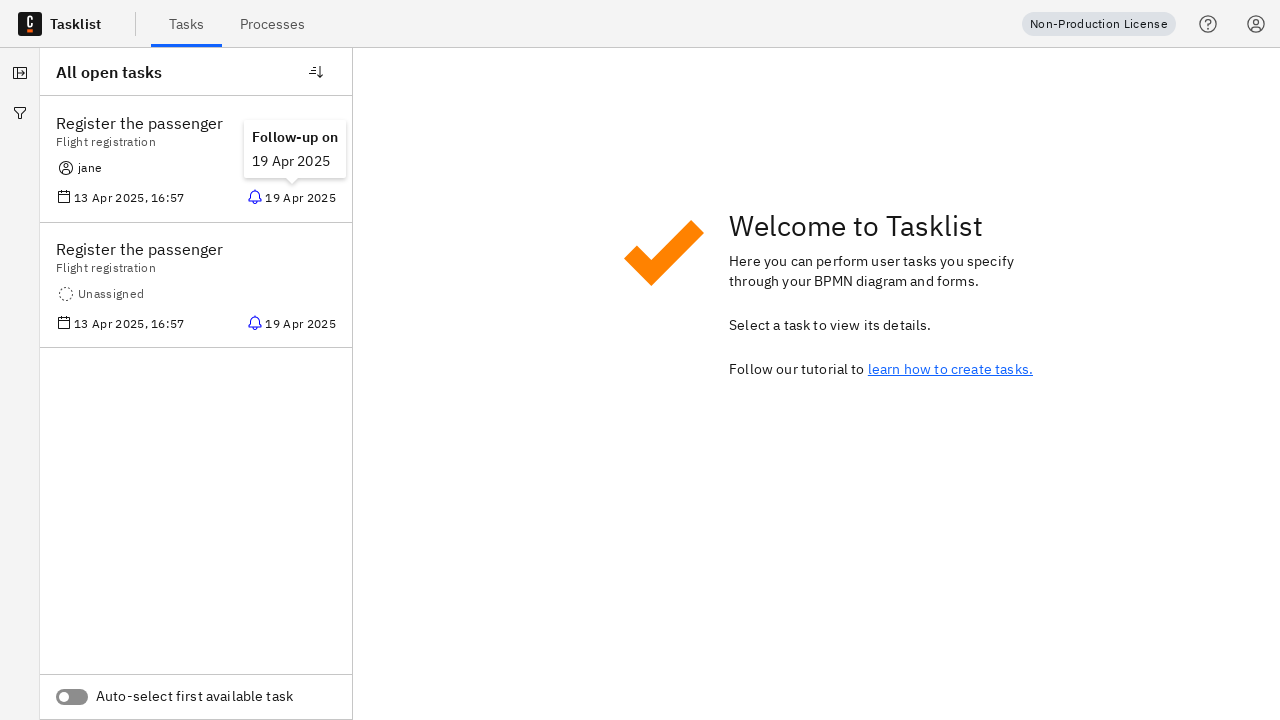 Tasklist
Tasks
Processes
Non-Production License
All open tasks
Register the passenger
Flight registration
Follow-up on
19 Apr 2025
jane
13 Apr 2025, 16:57
19 Apr 2025
Register the passenger
Flight registration
Unassigned
13 Apr 2025, 16:57
19 Apr 2025
Auto-select first available task
Welcome to Tasklist
Here you can perform user tasks you specify
through your BPMN diagram and forms.
Select a task to view its details.
Follow our tutorial to learn how to create tasks.